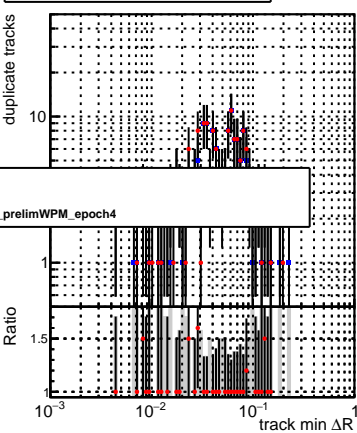 duplicate tracks
10
_prelimWPM_epoch4
1
Ratio
1.5
1
10−3
10−2
10−1
1
track min ΔR